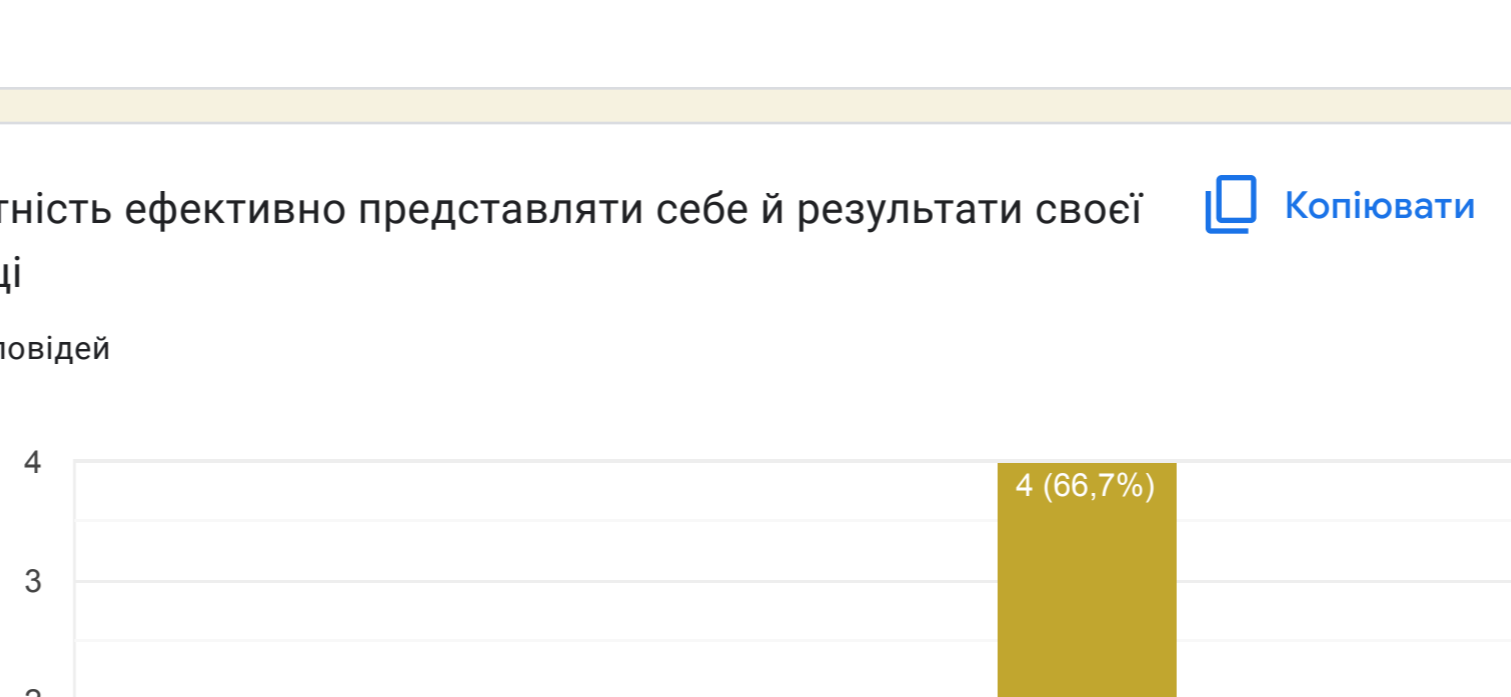 тність ефективно представляти себе й результати своєї
Копіювати
ці
повідей
4
4 (66,7%)
3